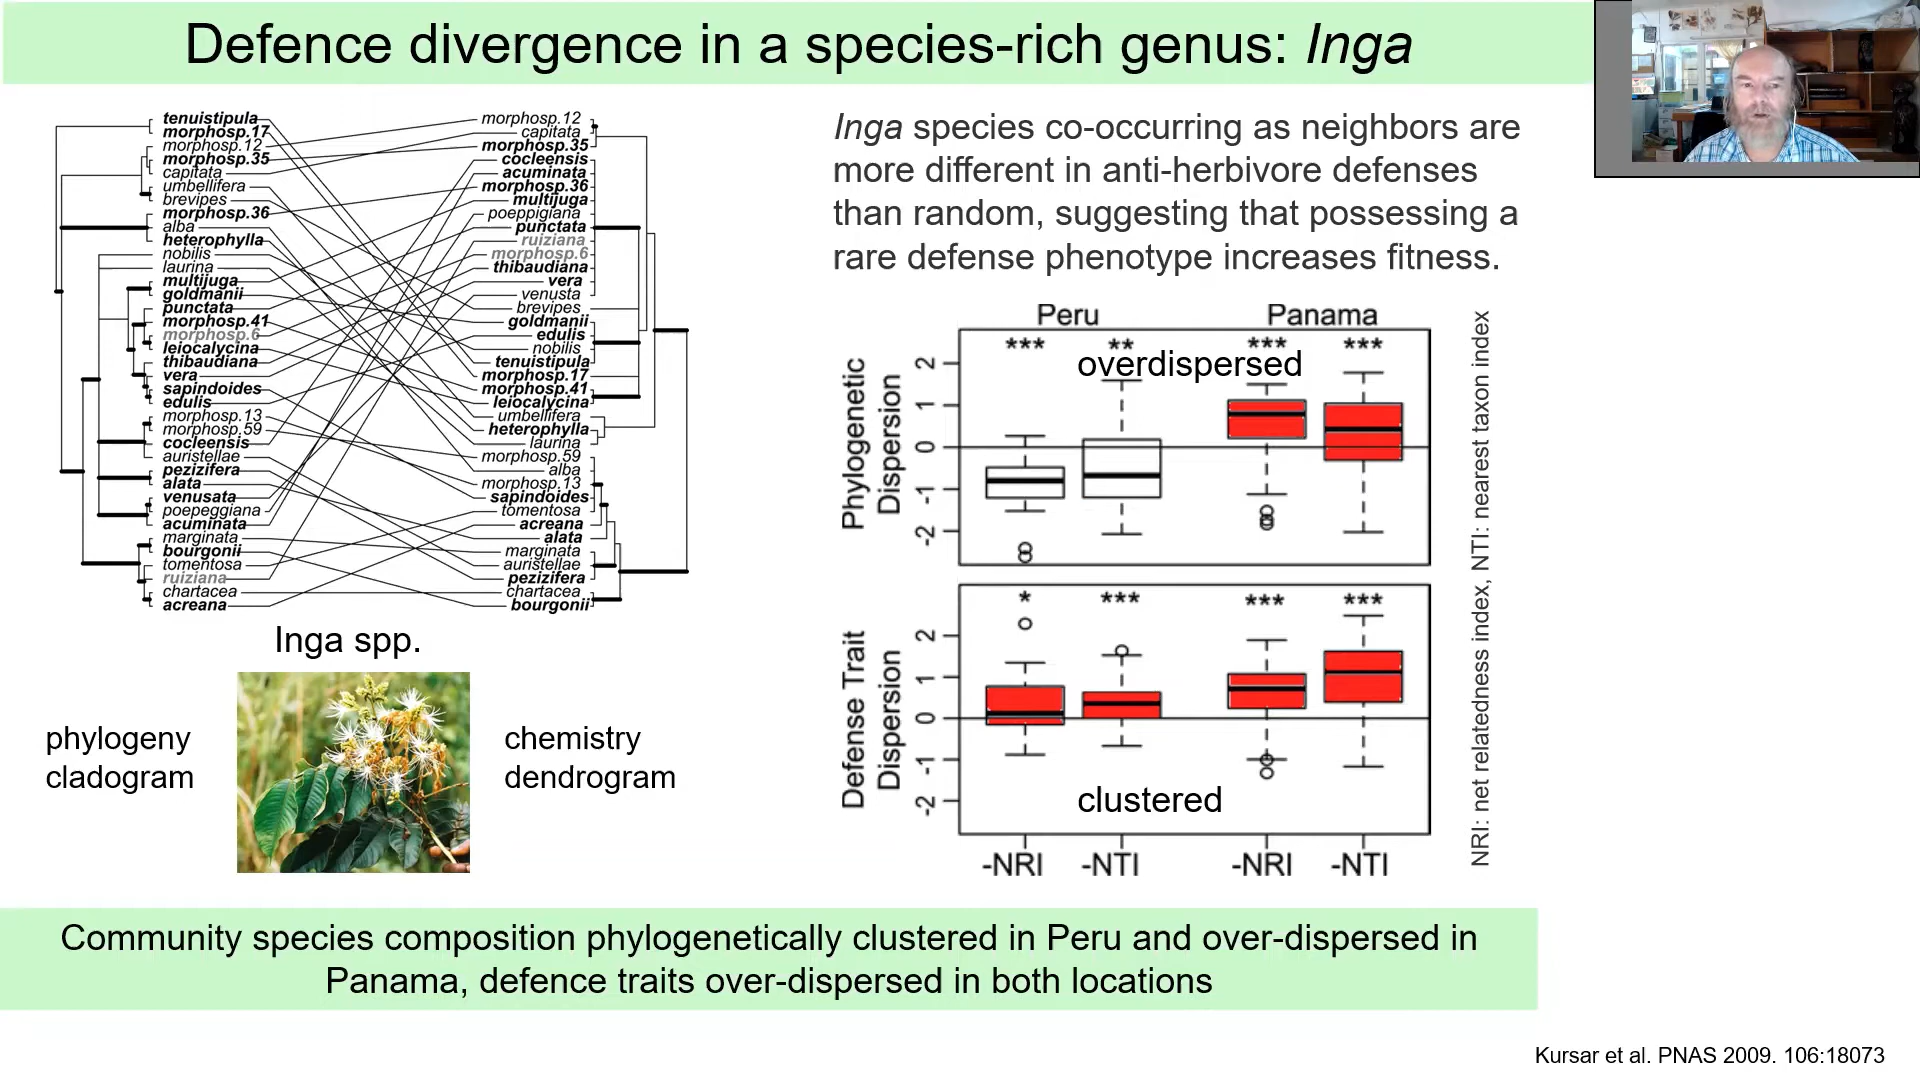 Defence divergence in a species-rich genus: Inga
tenuistipula
morphosp.17
morphosp.12
morphosp.35
capitata
umbellifera
brevipes
morphosp.36
alba
heterophylla
nobilis
laurina
multijuga
goldmanii
punctata
morphosp.41
morphosp.6
leiocalycina
thibaudiana
vera
sapindoides
edulis
morphosp.13
morphosp.59
cocleensis
auristellae
pezizifera
alata
venusata
poepeggiana
acuminata
marginata
bourgonii
tomentosa
ruiziana
chartacea
acreana
morphosp.12
capitata
morphosp.35
cocleensis
acuminata
morphosp.36
multijuga
poeppigiana
punctata
ruiziana
morphosp.6
thibaudiana
vera
venusta
brevipes
goldmanii
edulis
nobilis
tenuistipula
morphosp.17
morphosp.41
leiocalycina
umbellifera
heterophylla
laurina
morphosp.59
alba
morphosp.13
sapindoides
tomentosa
acreana
alata
marginata
auristellae
pezizifera
chartacea
bourgonii
Inga spp.
phylogeny
cladogram
chemistry
dendrogram
Inga species co-occurring as neighbors are
more different in anti-herbivore defenses
than random, suggesting that possessing a
rare defense phenotype increases fitness.
Peru Panama
*** ** *** ***
overdispersed
Phylogenetic
Dispersion
2
1
0
-1
-2
* *** *** ***
Defense Trait
Dispersion
2
1
0
-1
-2
clustered
-NRI -NTI -NRI -NTI
NRI: net relatedness index, NTI: nearest taxon index
Community species composition phylogenetically clustered in Peru and over-dispersed in
Panama, defence traits over-dispersed in both locations
Kursar et al. PNAS 2009. 106:18073